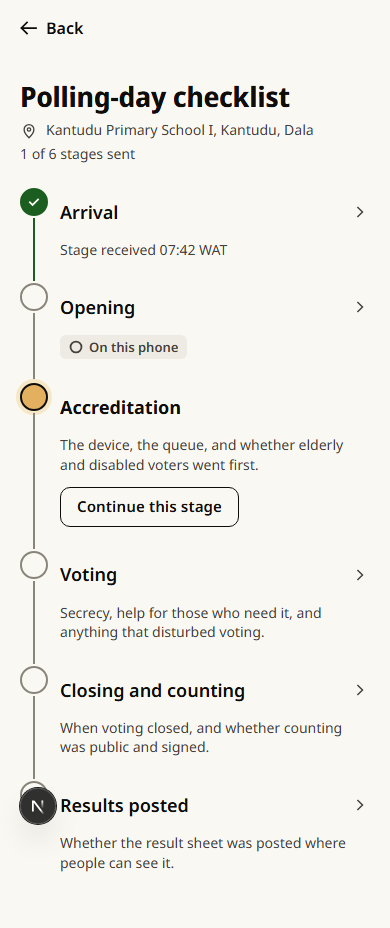 Back
Polling-day checklist
Kantudu Primary School I, Kantudu, Dala
1 of 6 stages sent
Arrival
Stage received 07:42 WAT
Opening
On this phone
Accreditation
The device, the queue, and whether elderly
and disabled voters went first.
Continue this stage
Voting
Secrecy, help for those who need it, and
anything that disturbed voting.
Closing and counting
When voting closed, and whether counting
was public and signed.
N
Results posted
Whether the result sheet was posted where
people can see it.